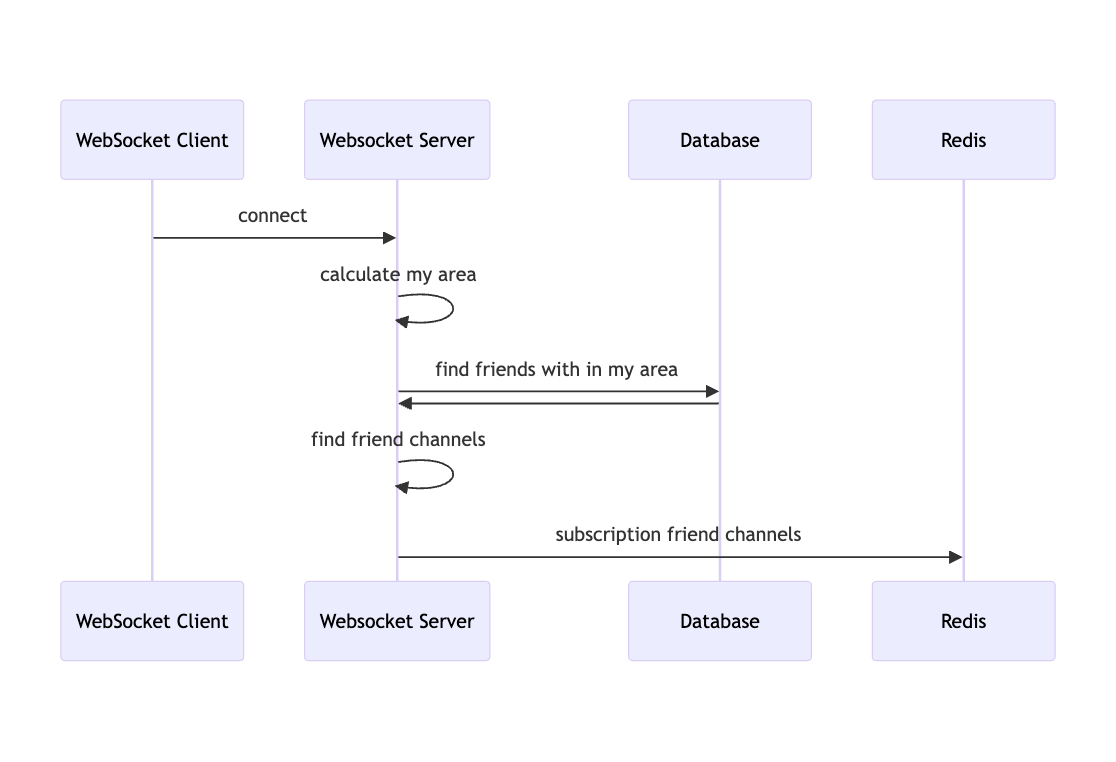 WebSocket Client
Websocket Server
Database
Redis
connect
calculate my area
find friends with in my area
find friend channels
subscription friend channels
WebSocket Client
Websocket Server
Database
Redis